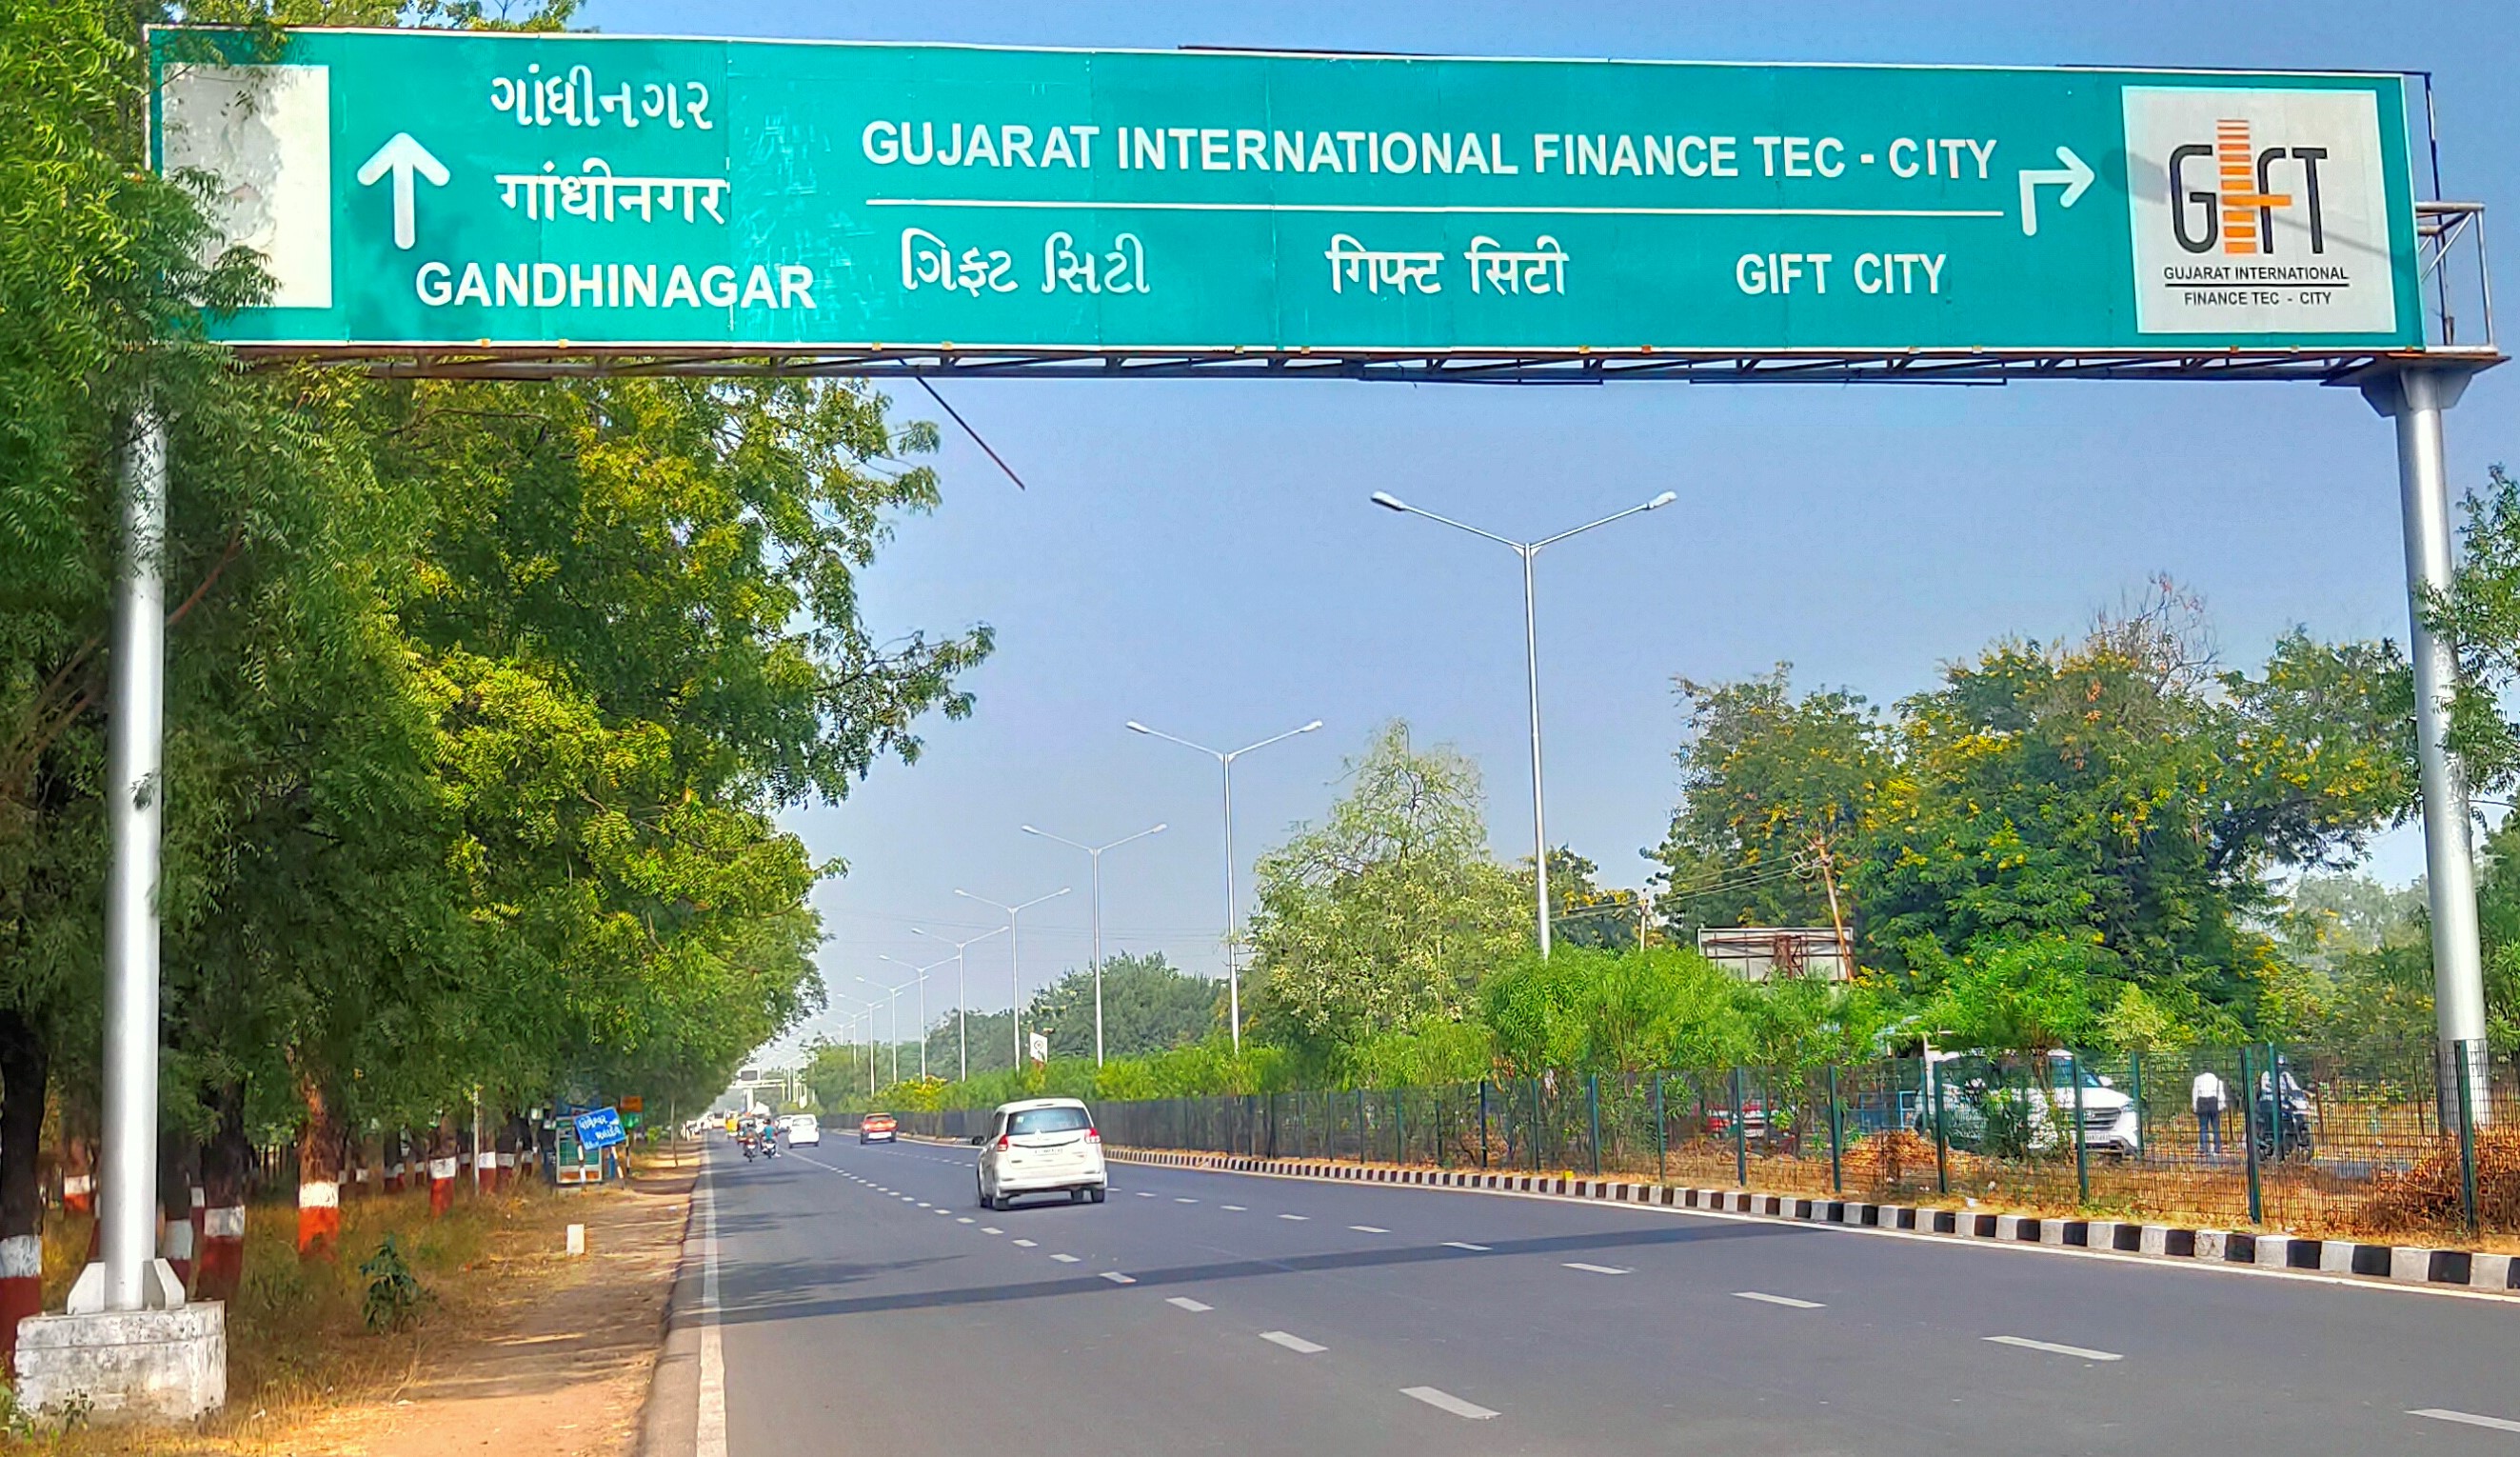 ગાંધીનગર
गांधीनगर
GANDHINAGAR
GUJARAT INTERNATIONAL FINANCE TEC - CITY
ગિફ્ટ સિટી गिफ्ट सिटी GIFT CITY
GIFT
GUJARAT INTERNATIONAL
FINANCE TEC - CITY